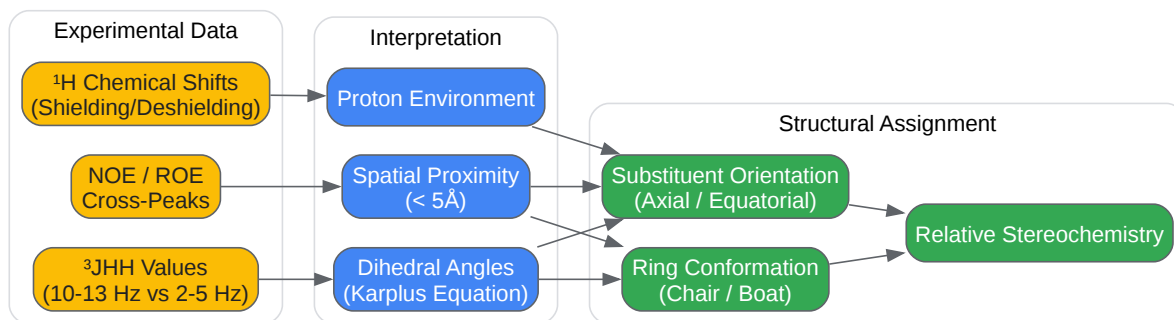 Experimental Data
¹H Chemical Shifts
(Shielding/Deshielding)
NOE / ROE
Cross-Peaks
³JHH Values
(10-13 Hz vs 2-5 Hz)
Interpretation
Proton Environment
Spatial Proximity
(< 5Å)
Dihedral Angles
(Karplus Equation)
Structural Assignment
Substituent Orientation
(Axial / Equatorial)
Ring Conformation
(Chair / Boat)
Relative Stereochemistry